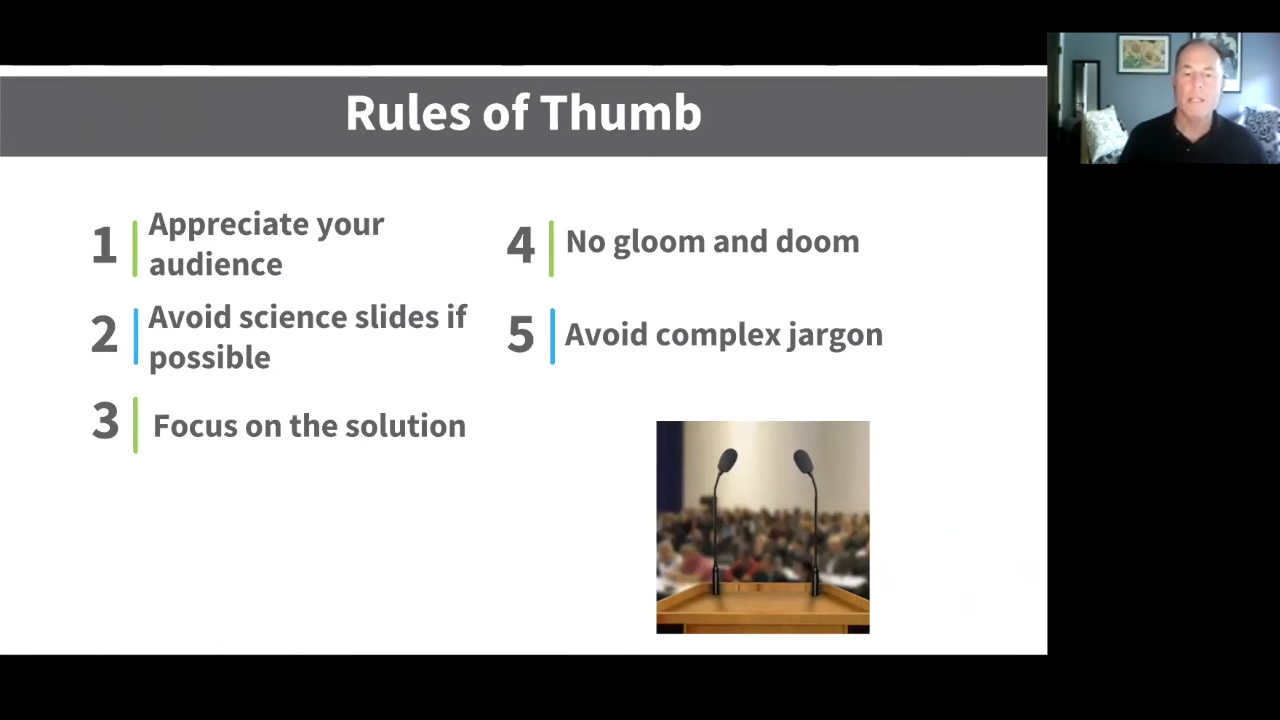 Rules of Thumb
1
Appreciate your
audience
2
Avoid science slides if
possible
3
Focus on the solution
4
No gloom and doom
5
Avoid complex jargon